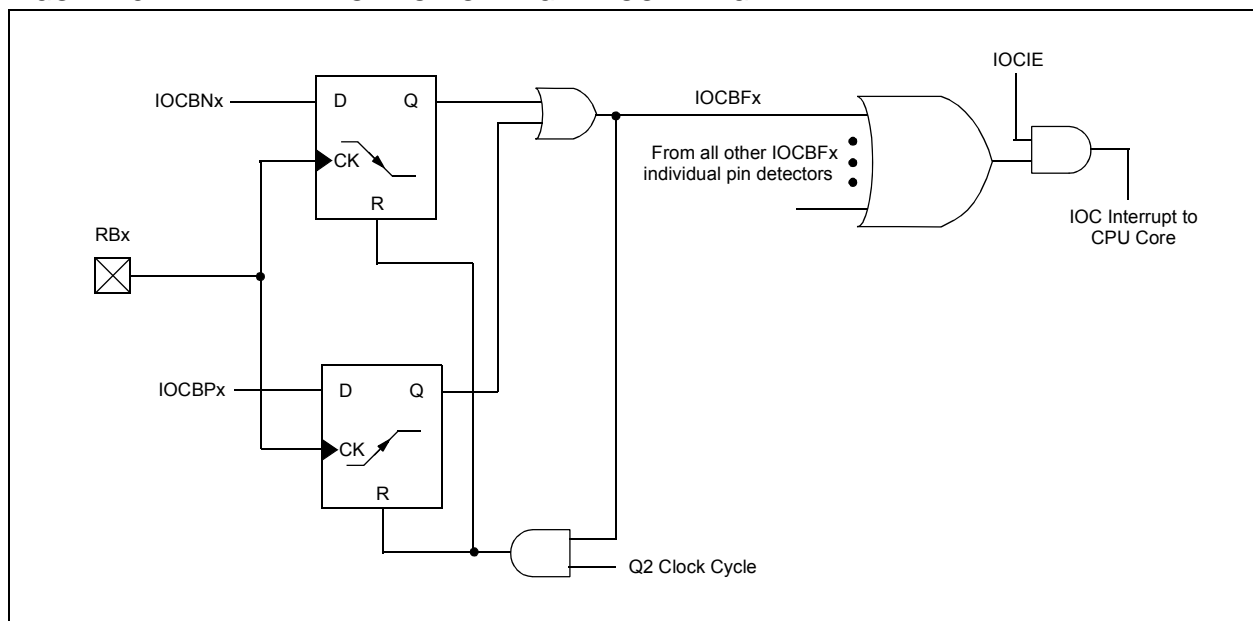 IOCIE
IOCBNx
D
Q
IOCBFx
CK
From all other IOCBFx
individual pin detectors
R
IOC Interrupt to
CPU Core
RBx
IOCBPx
D
Q
CK
R
Q2 Clock Cycle